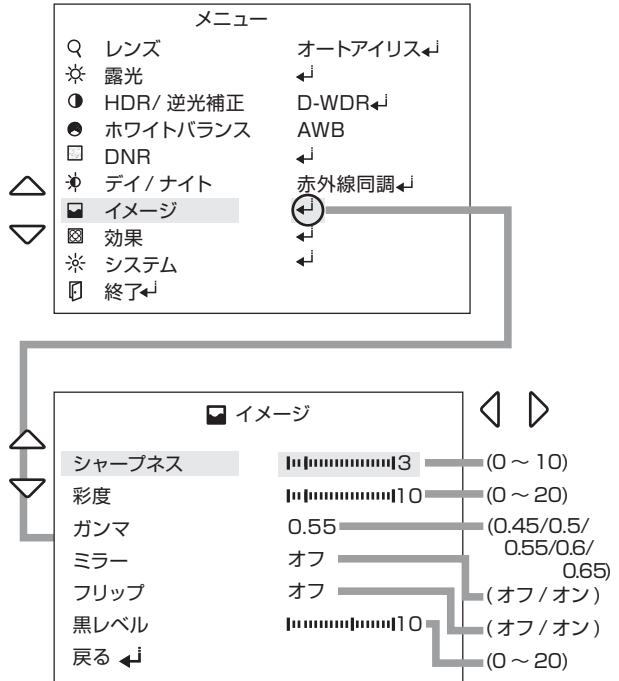 メニュー
レンズ オートアイリス↲
露光 ↲
HDR/ 逆光補正 D-WDR↲
ホワイトバランス AWB
DNR ↲
デイ / ナイト 赤外線同調↲
イメージ ↲
効果 ↲
システム ↲
終了↲
イメージ
シャープネス 3 (0 ～ 10)
彩度 10 (0 ～ 20)
ガンマ 0.55 (0.45/0.5/
0.55/0.6/
0.65)
ミラー オフ ( オフ / オン )
フリップ オフ ( オフ / オン )
黒レベル 10 (0 ～ 20)
戻る ↲